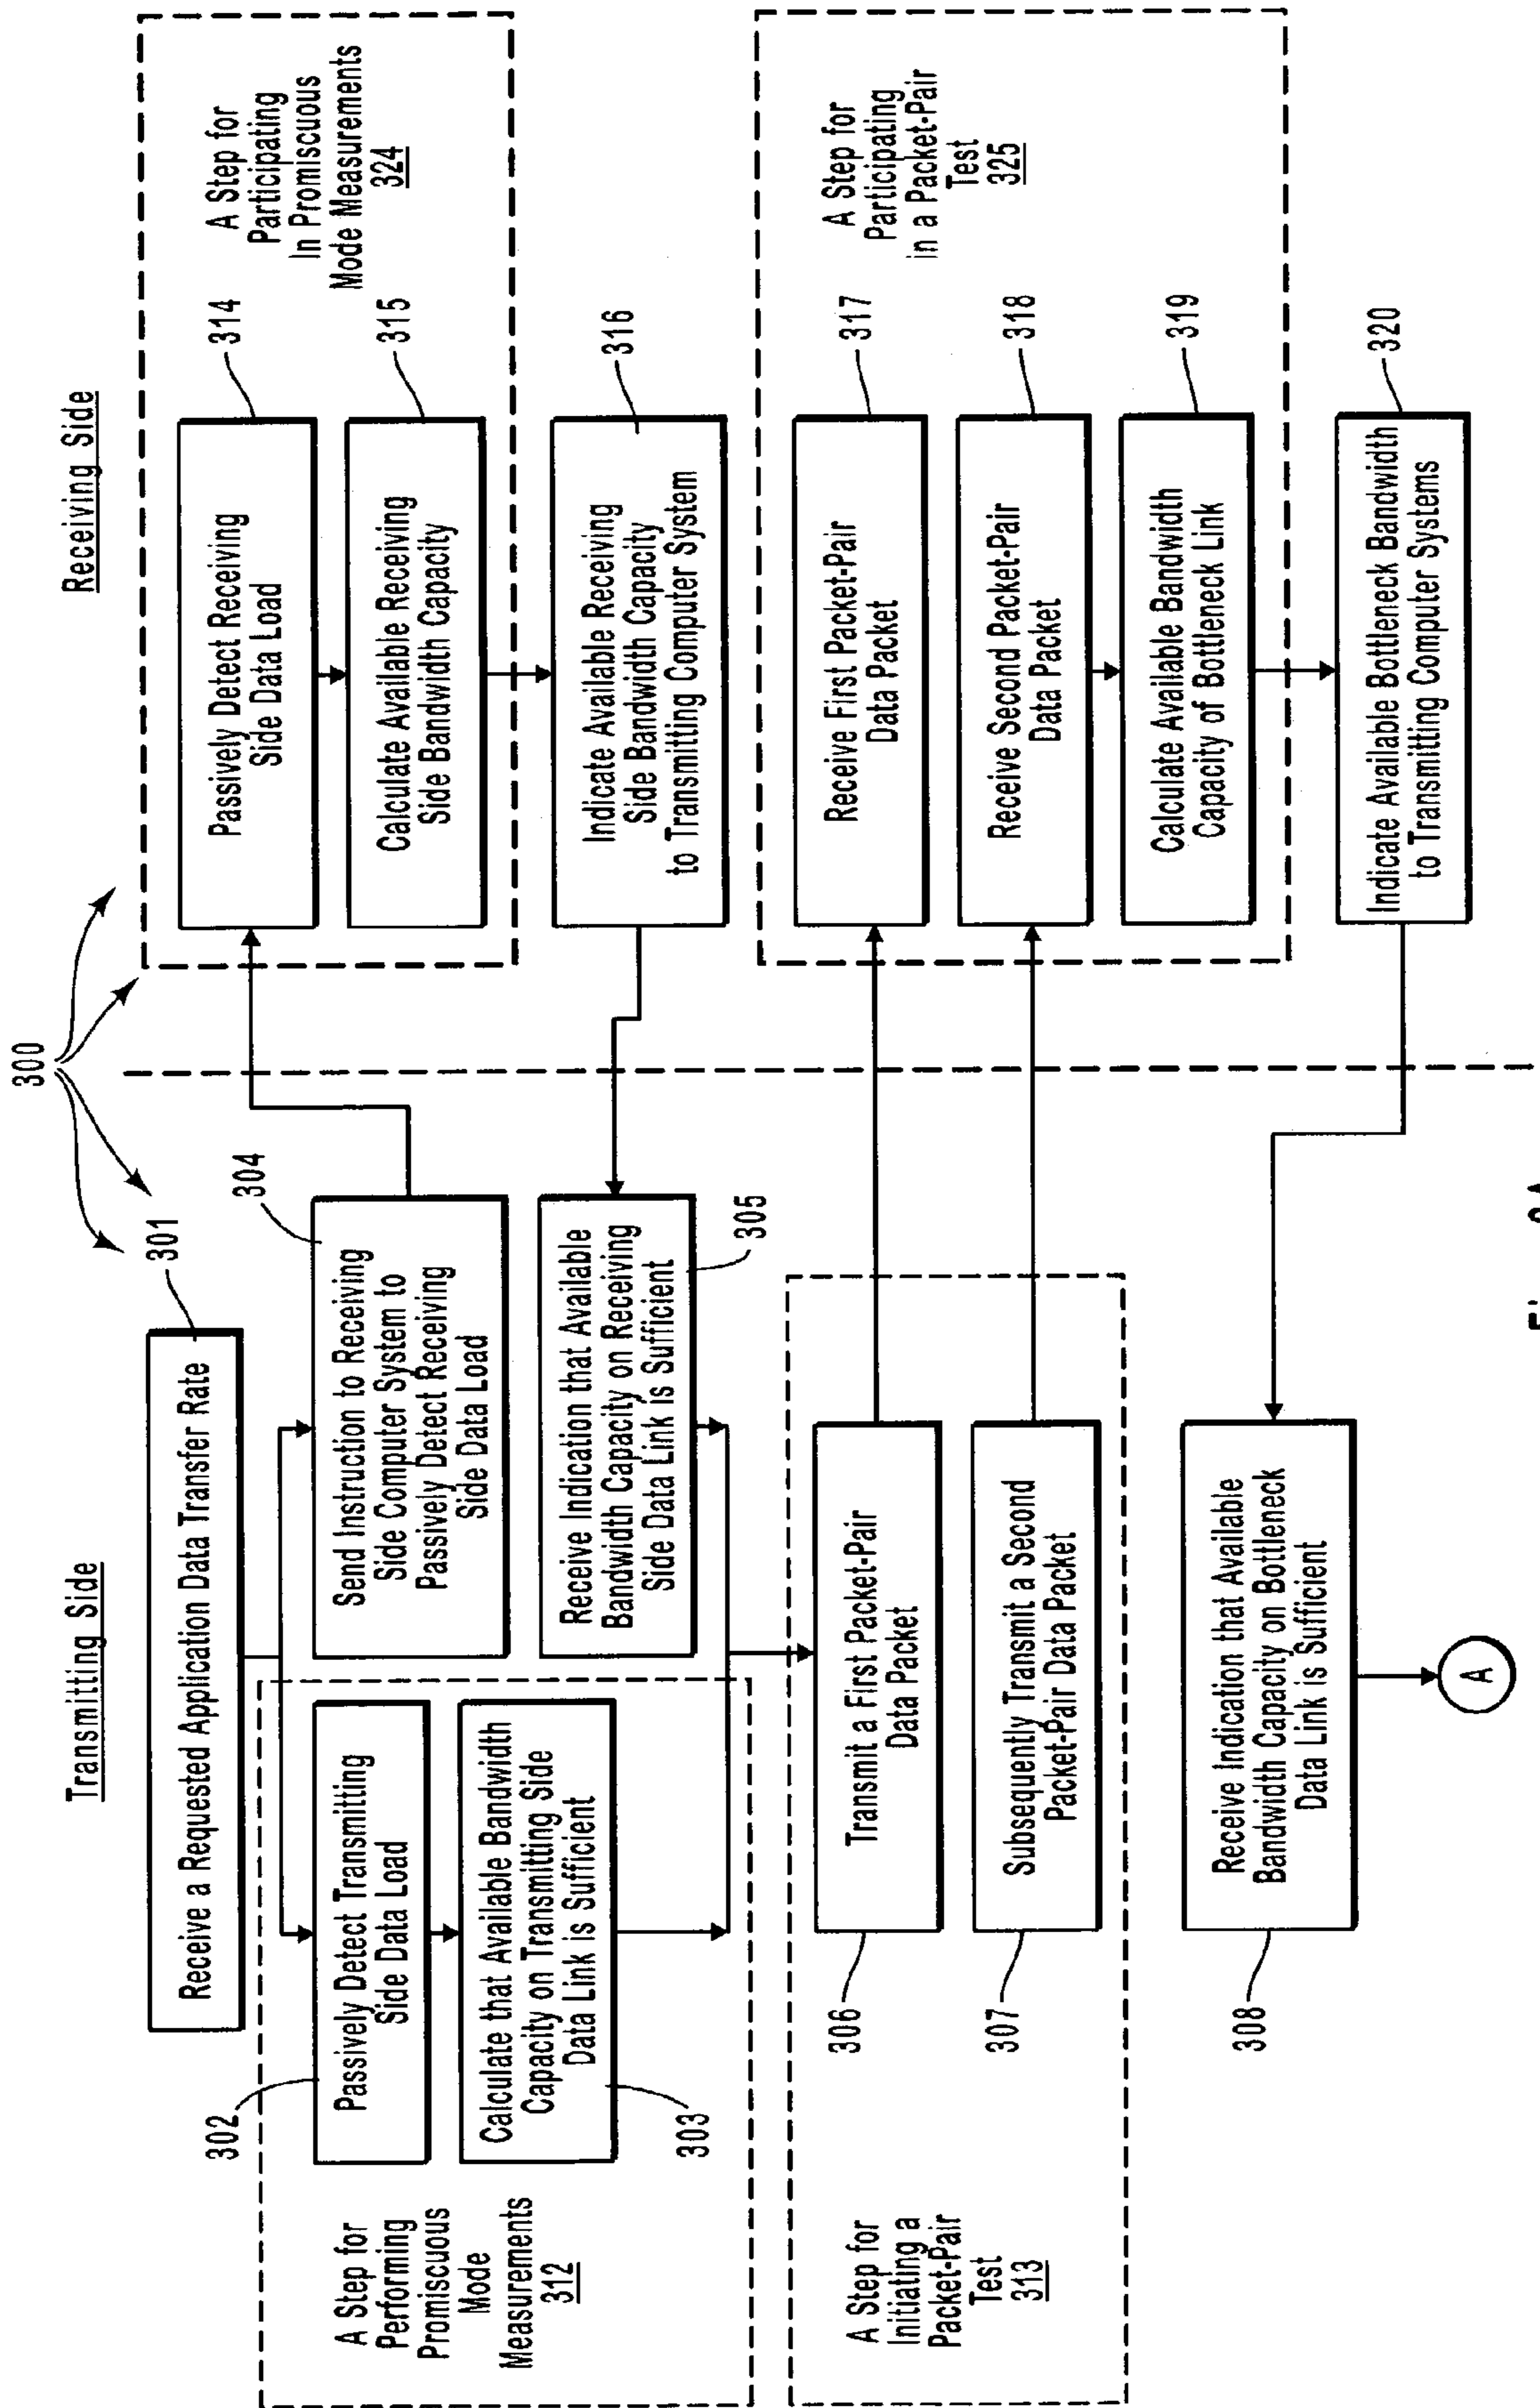 300
Transmitting Side
Receiving Side
301
Receive a Requested Application Data Transfer Rate
302
Passively Detect Transmitting
Side Data Load
Calculate that Available Bandwidth
Capacity on Transmitting Side
Data Link is Sufficient
303
A Step for
Performing
Promiscuous
Mode
Measurements
312
304
Send Instruction to Receiving
Side Computer System to
Passively Detect Receiving
Side Data Load
Receive Indication that Available
Bandwidth Capacity on Receiving
Side Data Link is Sufficient
305
314
Passively Detect Receiving
Side Data Load
315
Calculate Available Receiving
Side Bandwidth Capacity
A Step for
Participating
In Promiscuous
Mode Measurements
324
316
Indicate Available Receiving
Side Bandwidth Capacity
to Transmitting Computer System
A Step for
Initiating a
Packet-Pair
Test
313
306
Transmit a First Packet-Pair
Data Packet
307
Subsequently Transmit a Second
Packet-Pair Data Packet
317
Receive First Packet-Pair
Data Packet
318
Receive Second Packet-Pair
Data Packet
319
Calculate Available Bandwidth
Capacity of Bottleneck Link
A Step for
Participating
in a Packet-Pair
Test
325
320
Indicate Available Bottleneck Bandwidth
to Transmitting Computer Systems
308
Receive Indication that Available
Bandwidth Capacity on Bottleneck
Data Link is Sufficient
A